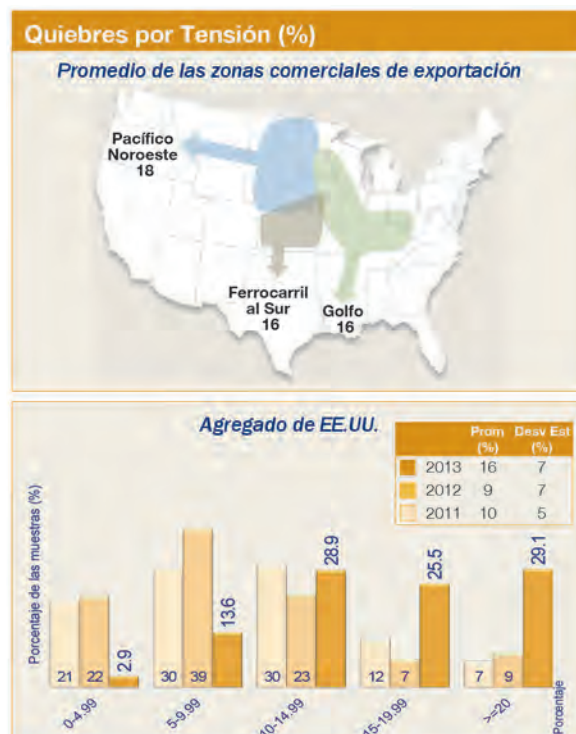 Quiebres por Tensión (%)
Promedio de las zonas comerciales de exportación
Pacífico
Noroeste
18
Ferrocarril
al Sur
16
Golfo
16
Agregado de EE.UU.
Prom Desv Est
(%) (%)
2013 16 7
2012 9 7
2011 10 5
Porcentaje de las muestras (%)
21 22 2.9
30 39 13.6
30 23 28.9
12 7 25.5
7 9 29.1
0-4.99
5-9.99
10-14.99
15-19.99
>=20
Porcentaje